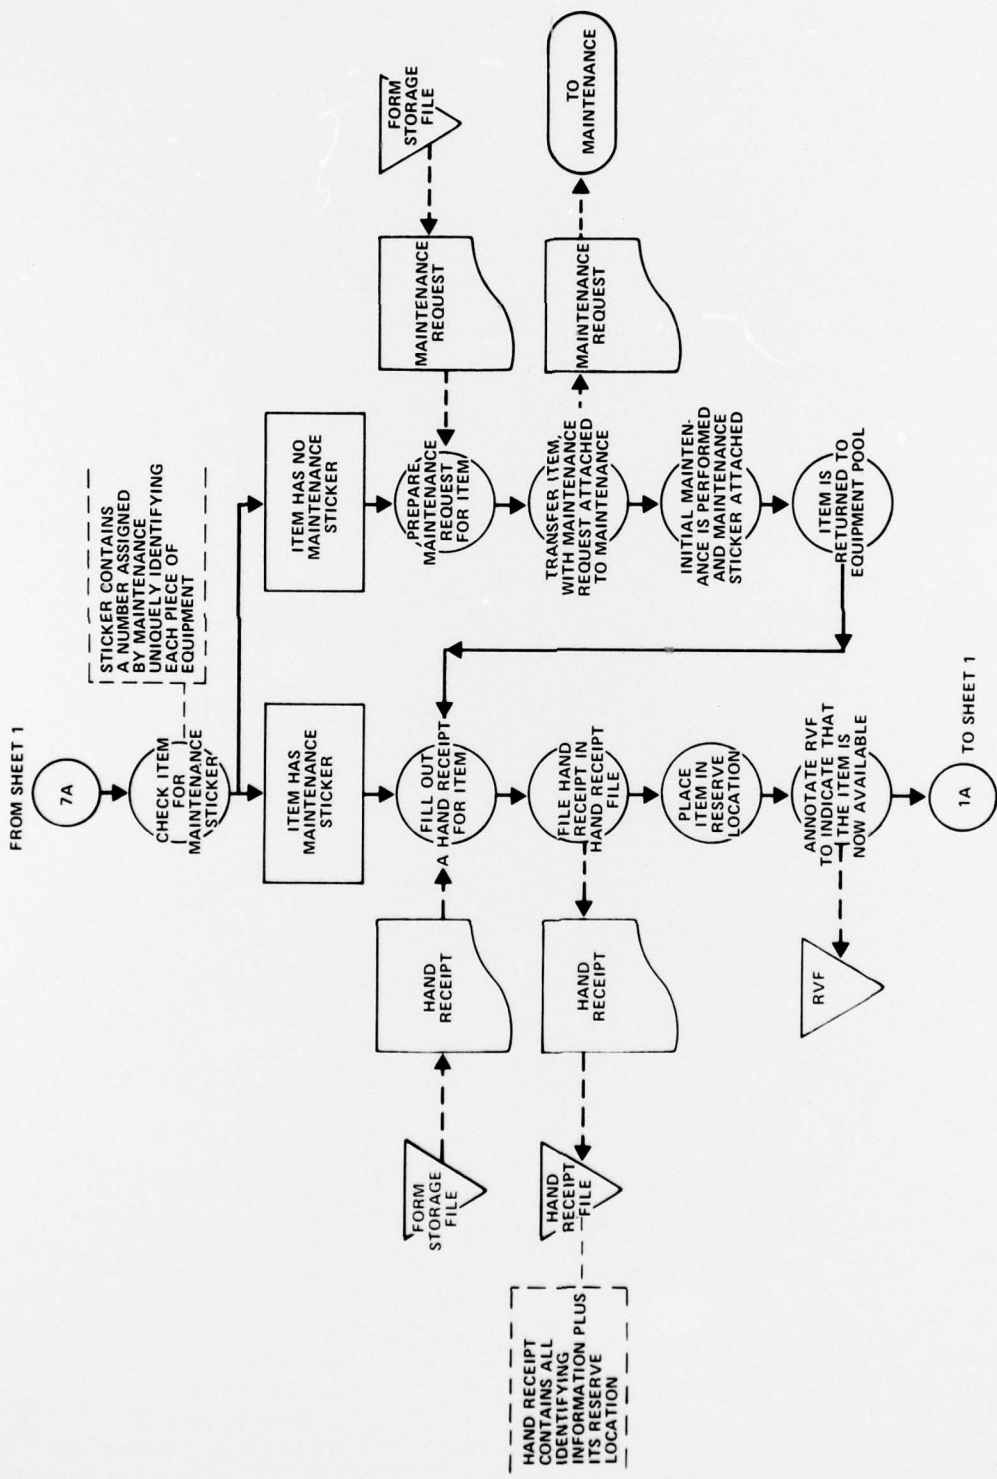 FROM SHEET 1
7A
CHECK ITEM
FOR
MAINTENANCE
STICKER
STICKER CONTAINS
A NUMBER ASSIGNED
BY MAINTENANCE
UNIQUELY IDENTIFYING
EACH PIECE OF
EQUIPMENT
ITEM HAS
MAINTENANCE
STICKER
ITEM HAS NO
MAINTENANCE
STICKER
FORM
STORAGE
FILE
HAND
RECEIPT
FILL OUT
A HAND RECEIPT
FOR ITEM
PREPARE
MAINTENANCE
REQUEST
FOR ITEM
MAINTENANCE
REQUEST
FORM
STORAGE
FILE
HAND RECEIPT
CONTAINS ALL
IDENTIFYING
INFORMATION PLUS
ITS RESERVE
LOCATION
HAND
RECEIPT
FILE
HAND
RECEIPT
FILE HAND
RECEIPT IN
HAND RECEIPT
FILE
TRANSFER ITEM,
WITH MAINTENANCE
REQUEST ATTACHED
TO MAINTENANCE
MAINTENANCE
REQUEST
TO
MAINTENANCE
PLACE
ITEM IN
RESERVE
LOCATION
INITIAL MAINTEN-
ANCE IS PERFORMED
AND MAINTENANCE
STICKER ATTACHED
RVF
ANNOTATE RVF
TO INDICATE THAT
THE ITEM IS
NOW AVAILABLE
ITEM IS
RETURNED TO
EQUIPMENT POOL
1A
TO SHEET 1